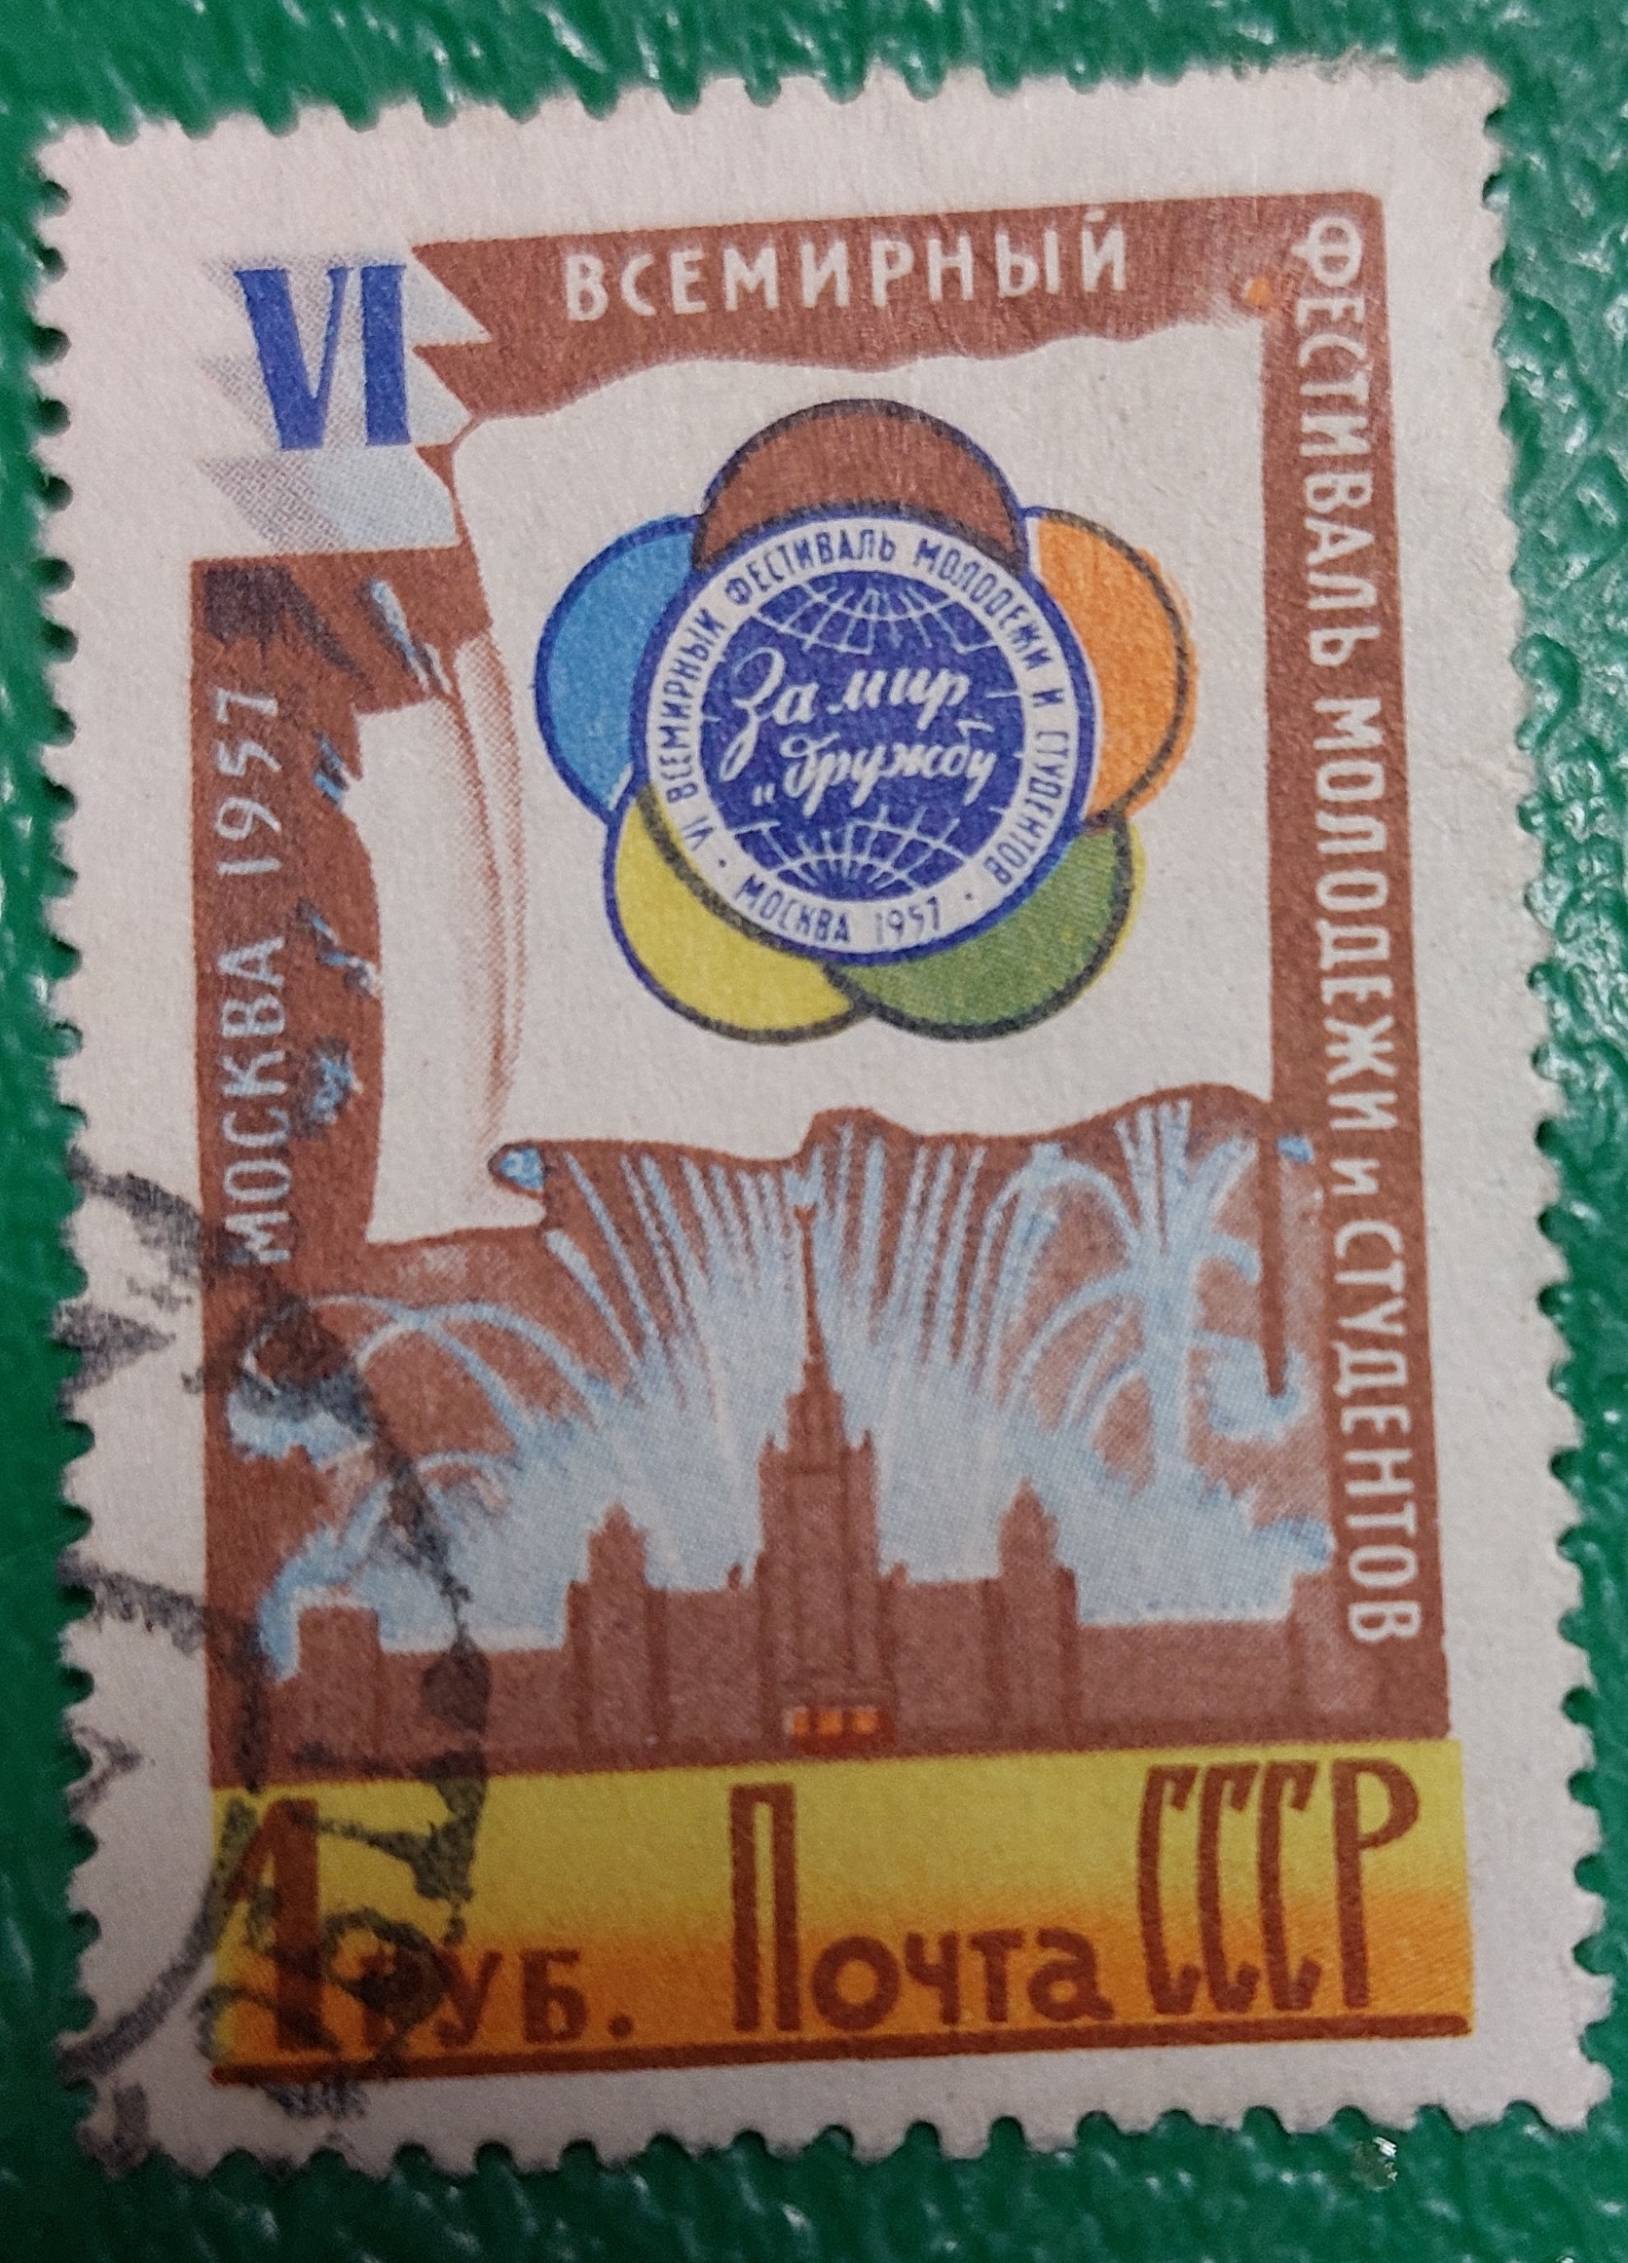 VI
ВСЕМИРНЫЙ
ФЕСТИВАЛЬ МОЛОДЕЖИ и СТУДЕНТОВ
МОСКВА 1957
· VI ВСЕМИРНЫЙ ФЕСТИВАЛЬ МОЛОДЕЖИ И СТУДЕНТОВ ·
МОСКВА 1957
За мир
и дружбу
1 РУБ. Почта СССР